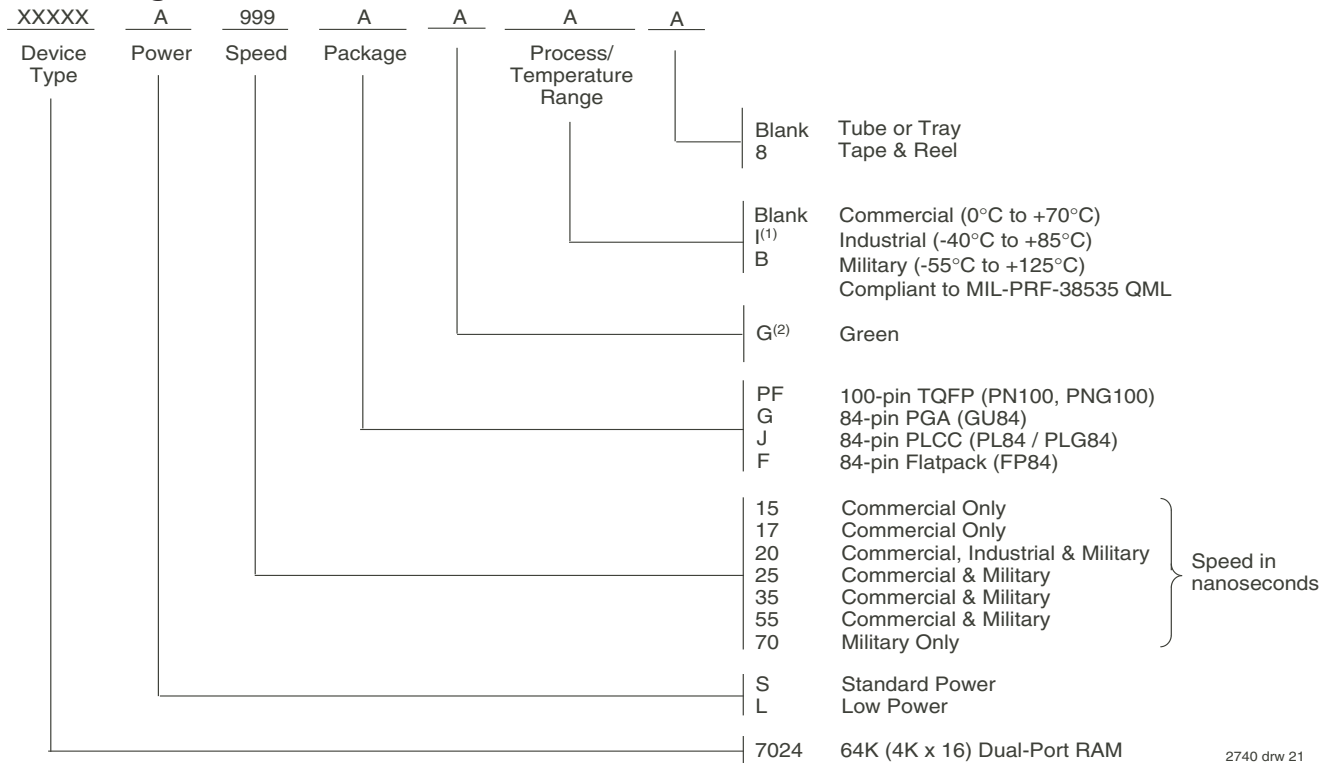 XXXXX A 999 A A A A
Device Type
Power
Speed
Package
Process/
Temperature
Range
Blank Tube or Tray
8 Tape & Reel
Blank Commercial (0°C to +70°C)
I(1) Industrial (-40°C to +85°C)
B Military (-55°C to +125°C)
Compliant to MIL-PRF-38535 QML
G(2) Green
PF 100-pin TQFP (PN100, PNG100)
G 84-pin PGA (GU84)
J 84-pin PLCC (PL84 / PLG84)
F 84-pin Flatpack (FP84)
15 Commercial Only
17 Commercial Only
20 Commercial, Industrial & Military
25 Commercial & Military
35 Commercial & Military
55 Commercial & Military
70 Military Only
Speed in
nanoseconds
S Standard Power
L Low Power
7024 64K (4K x 16) Dual-Port RAM
2740 drw 21